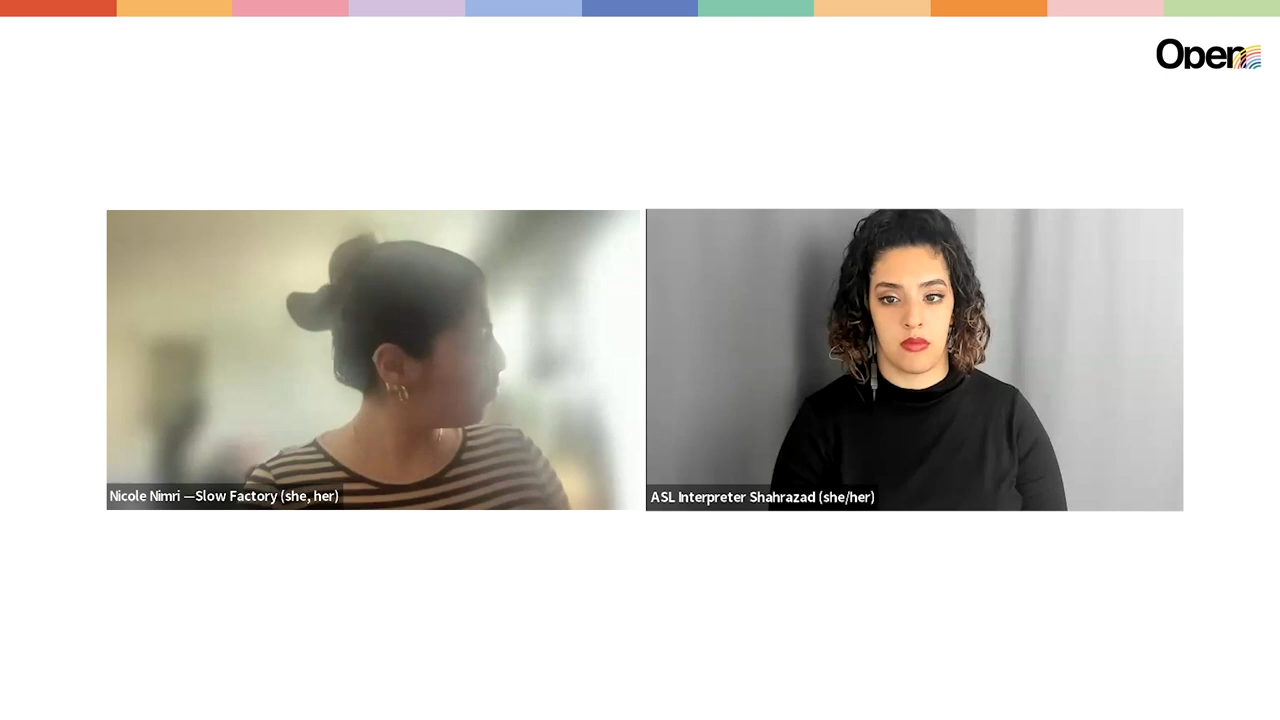 Open
Nicole Nimri —Slow Factory (she, her)
ASL Interpreter Shahrazad (she/her)